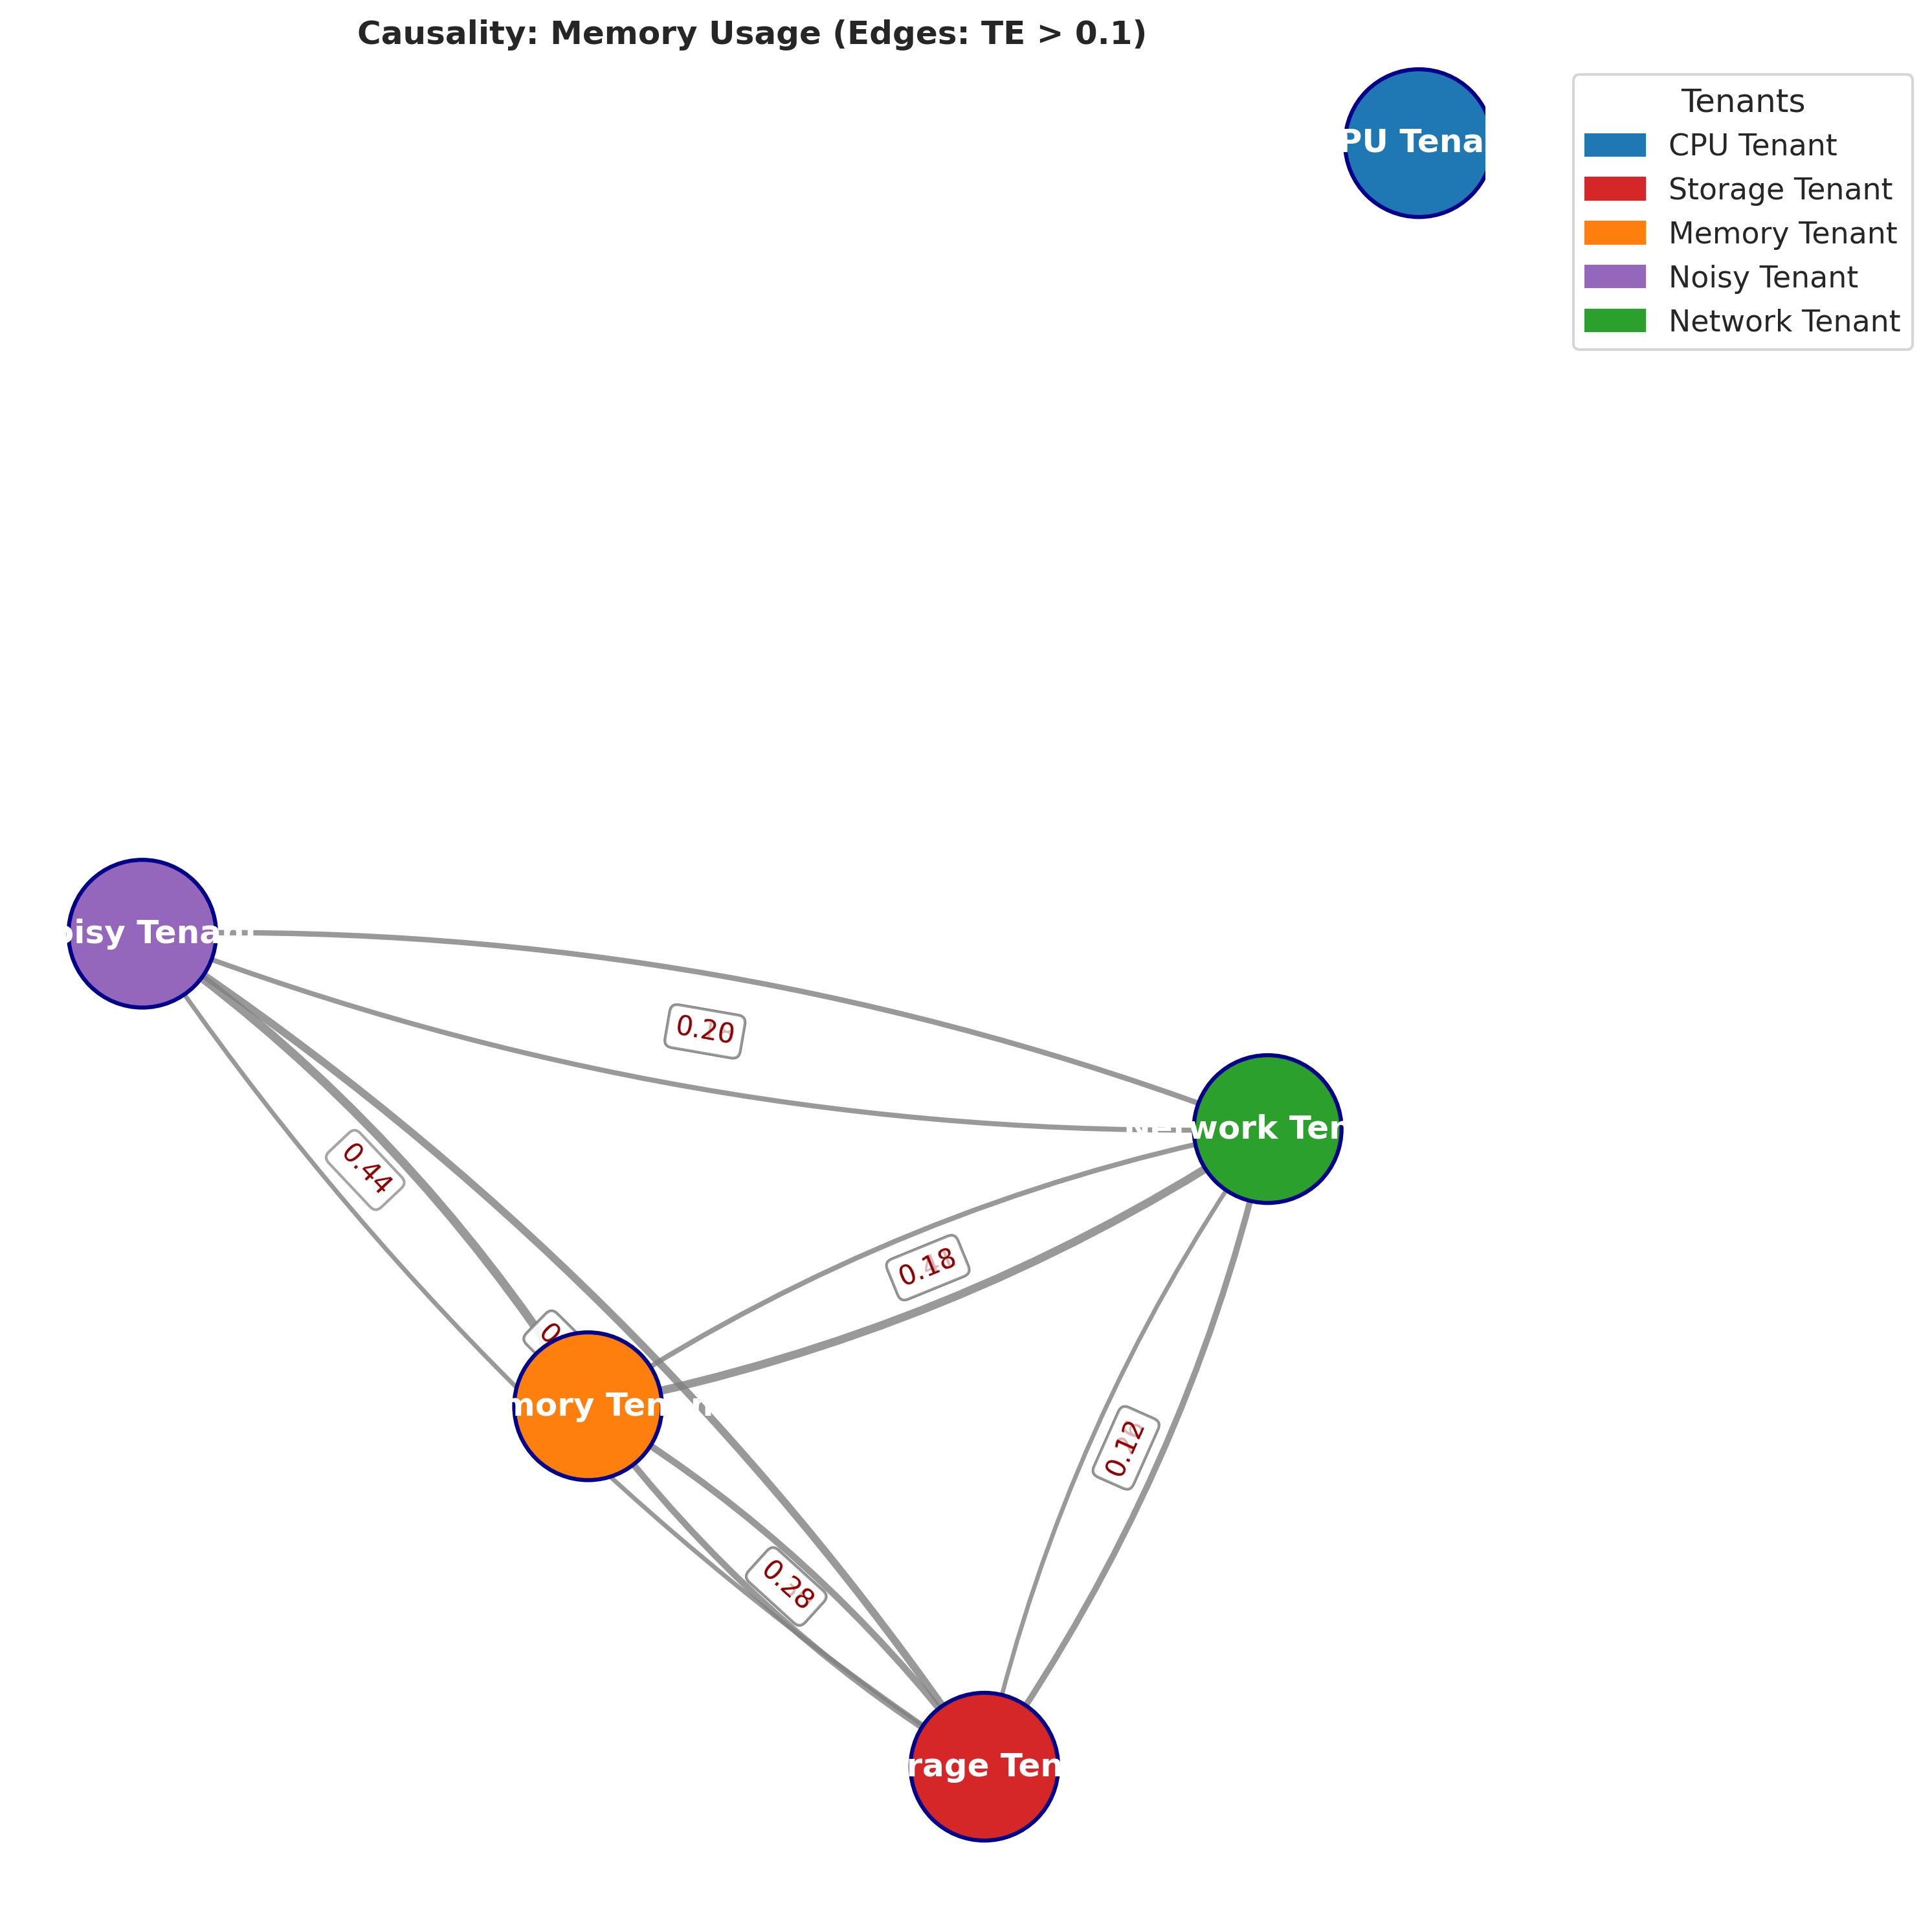 Causality: Memory Usage (Edges: TE > 0.1)
Tenants
CPU Tenant
Storage Tenant
Memory Tenant
Noisy Tenant
Network Tenant
PU Tena
oisy Tena
0.20
work Ten
0.44
0.18
0
mory Ten
0.12
0.28
rage Ten